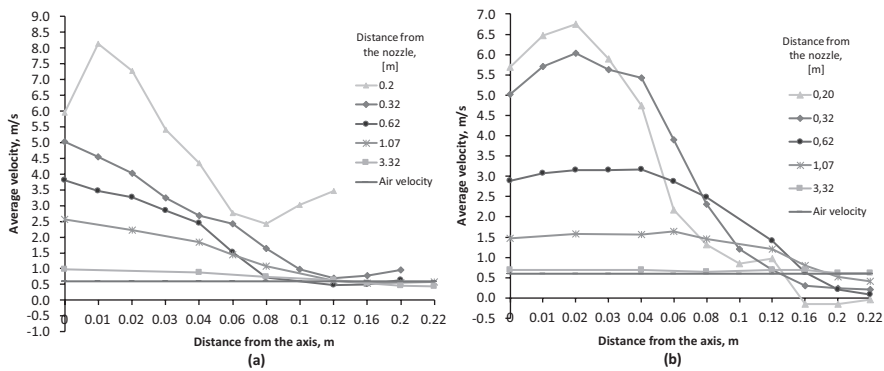 9.0
8.5
8.0
7.5
7.0
6.5
6.0
5.5
5.0
4.5
4.0
3.5
3.0
2.5
2.0
1.5
1.0
0.5
0.0
-0.5
-1.0
Average velocity, m/s
0 0.01 0.02 0.03 0.04 0.06 0.08 0.1 0.12 0.16 0.2 0.22
Distance from the axis, m
(a)
Distance from
the nozzle,
[m]
0.2
0.32
0.62
1.07
3.32
Air velocity
7.0
6.5
6.0
5.5
5.0
4.5
4.0
3.5
3.0
2.5
2.0
1.5
1.0
0.5
0.0
-0.5
Average velocity, m/s
0 0.01 0.02 0.03 0.04 0.06 0.08 0.1 0.12 0.16 0.2 0.22
Distance from the axis, m
(b)
Distance from
the nozzle,
[m]
0,20
0,32
0,62
1,07
3,32
Air velocity